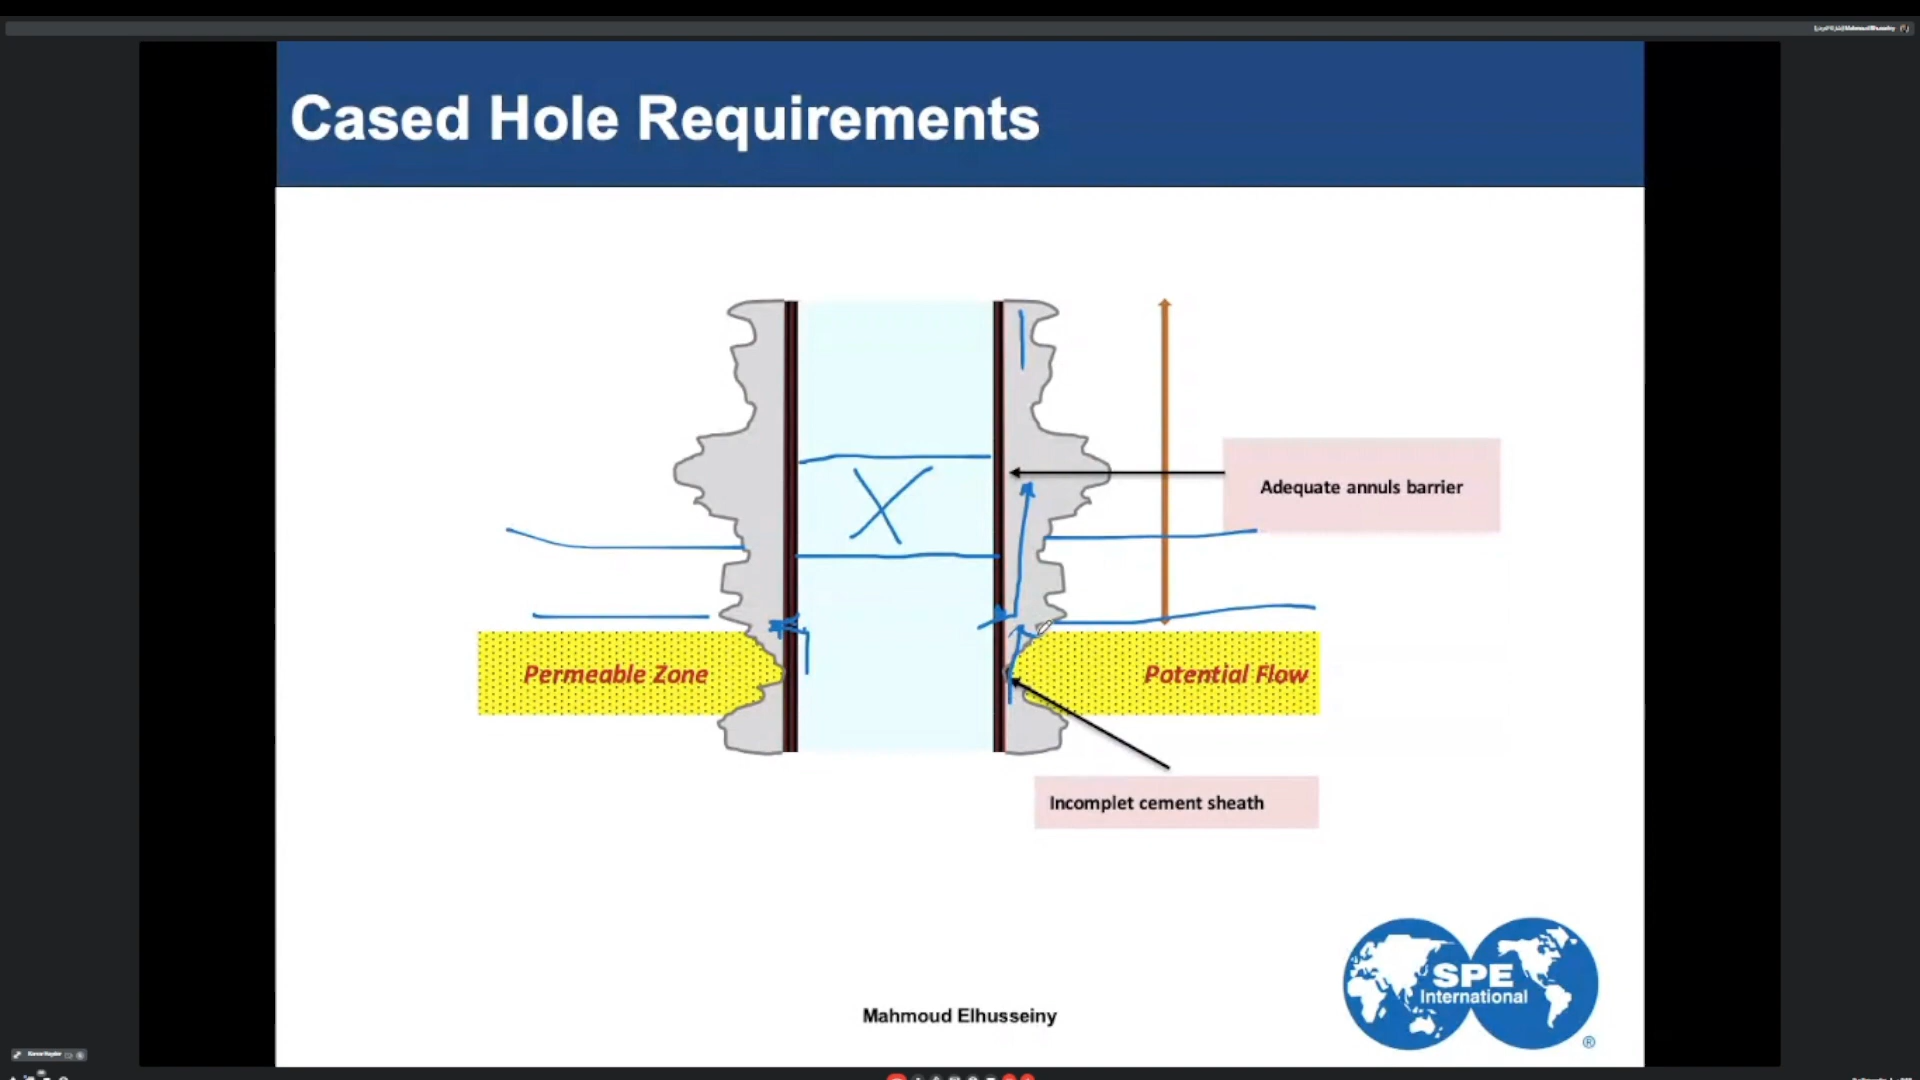 Cased Hole Requirements
Adequate annuls barrier
Permeable Zone
Potential Flow
Incomplet cement sheath
SPE
International
®
Mahmoud Elhusseiny